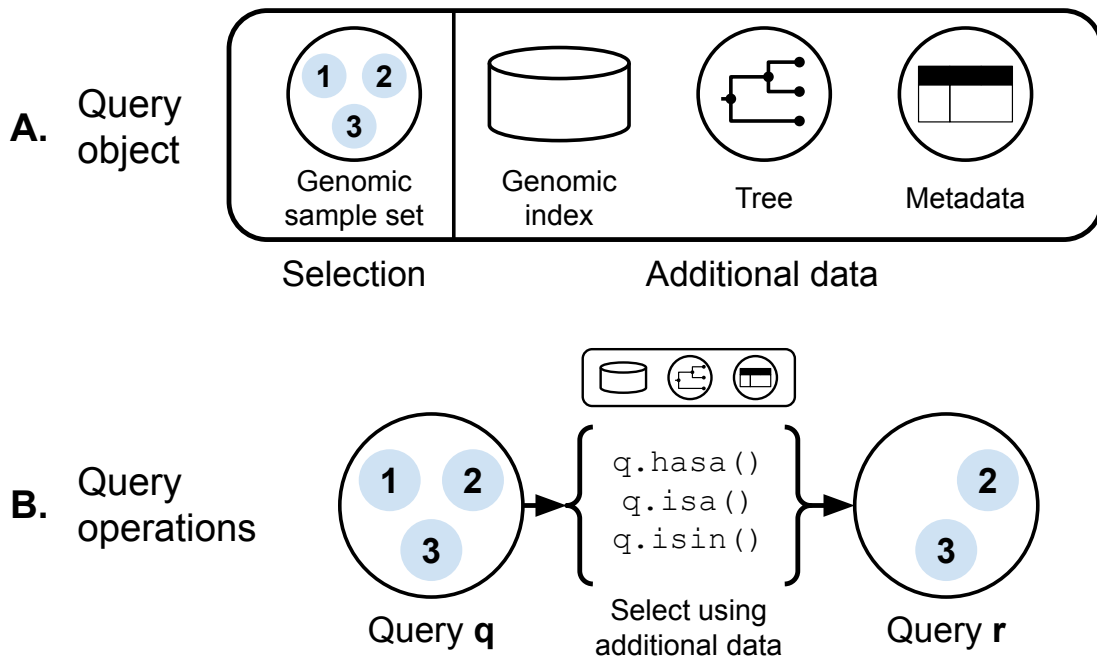 A.
Query
object
1
2
3
Genomic
sample set
Genomic
index
Tree
Metadata
Selection
Additional data
B.
Query
operations
1
2
3
q.hasa()
q.isa()
q.isin()
2
3
Query q
Select using
additional data
Query r